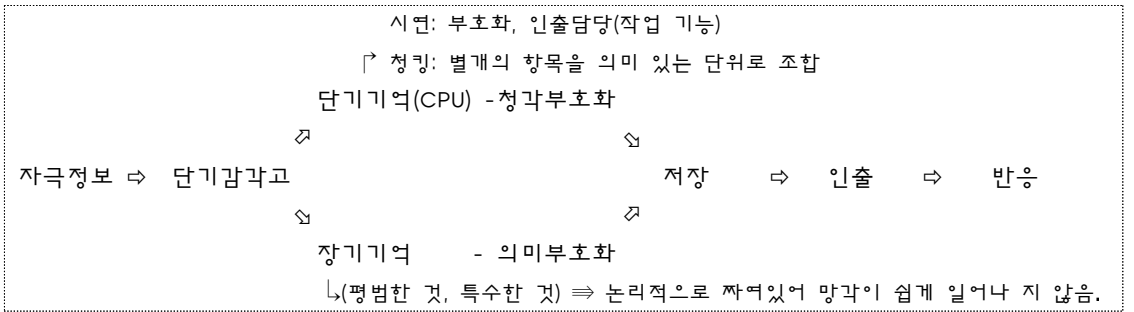 시연: 부호화, 인출담당(작업 기능)
┌→ 청킹: 별개의 항목을 의미 있는 단위로 조합
단기기억(CPU) -청각부호화
⬀ ⬂
자극정보 ⇨ 단기감각고 저장 ⇨ 인출 ⇨ 반응
⬂ ⬀
장기기억 - 의미부호화
↳(평범한 것, 특수한 것) ⇛ 논리적으로 짜여있어 망각이 쉽게 일어나 지 않음.